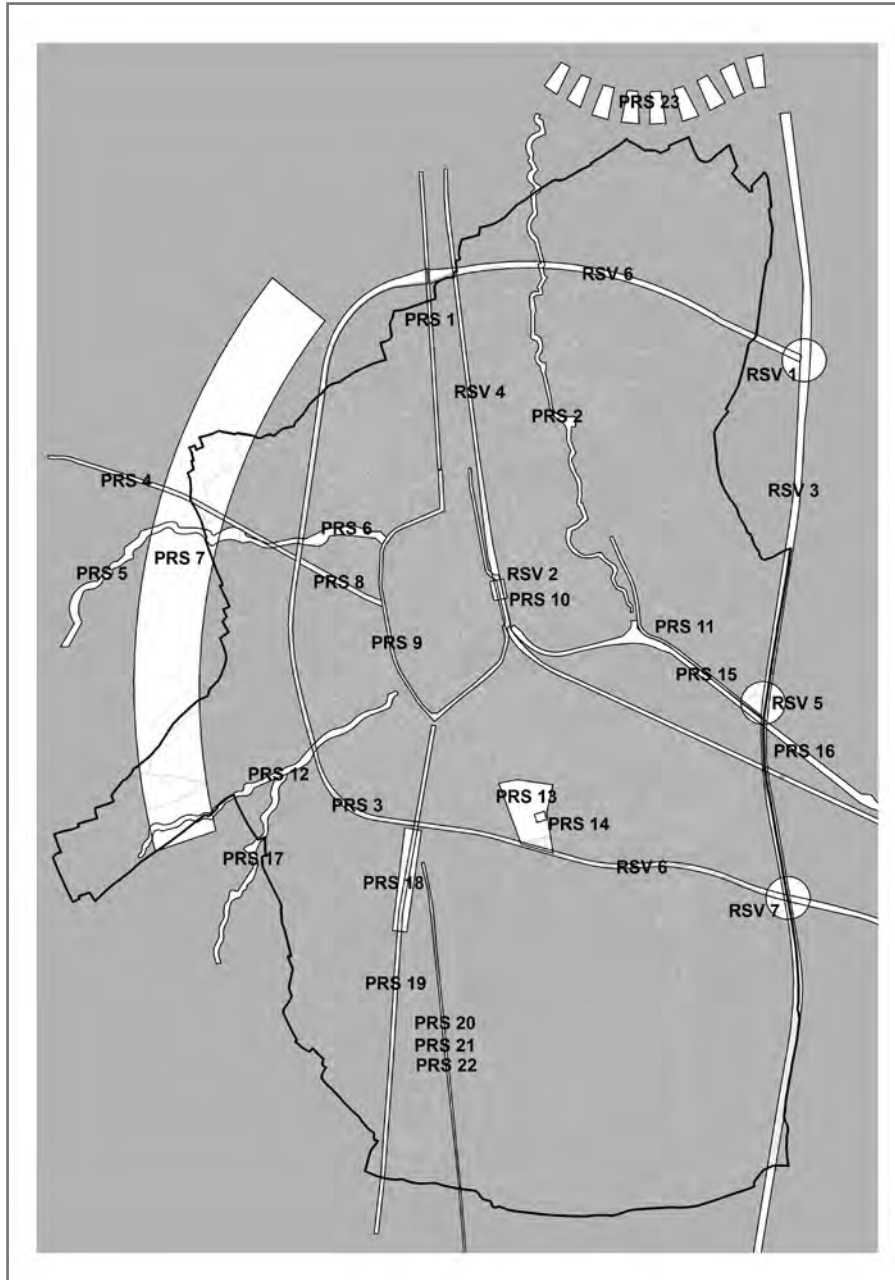 PRS 23
RSV 6
PRS 1
RSV 1
RSV 4
PRS 2
PRS 4
RSV 3
PRS 6
PRS 7
PRS 5
PRS 8
RSV 2
PRS 10
PRS 11
PRS 9
PRS 15
RSV 5
PRS 16
PRS 12
PRS 13
PRS 3
PRS 14
PRS 17
RSV 6
PRS 18
RSV 7
PRS 19
PRS 20
PRS 21
PRS 22